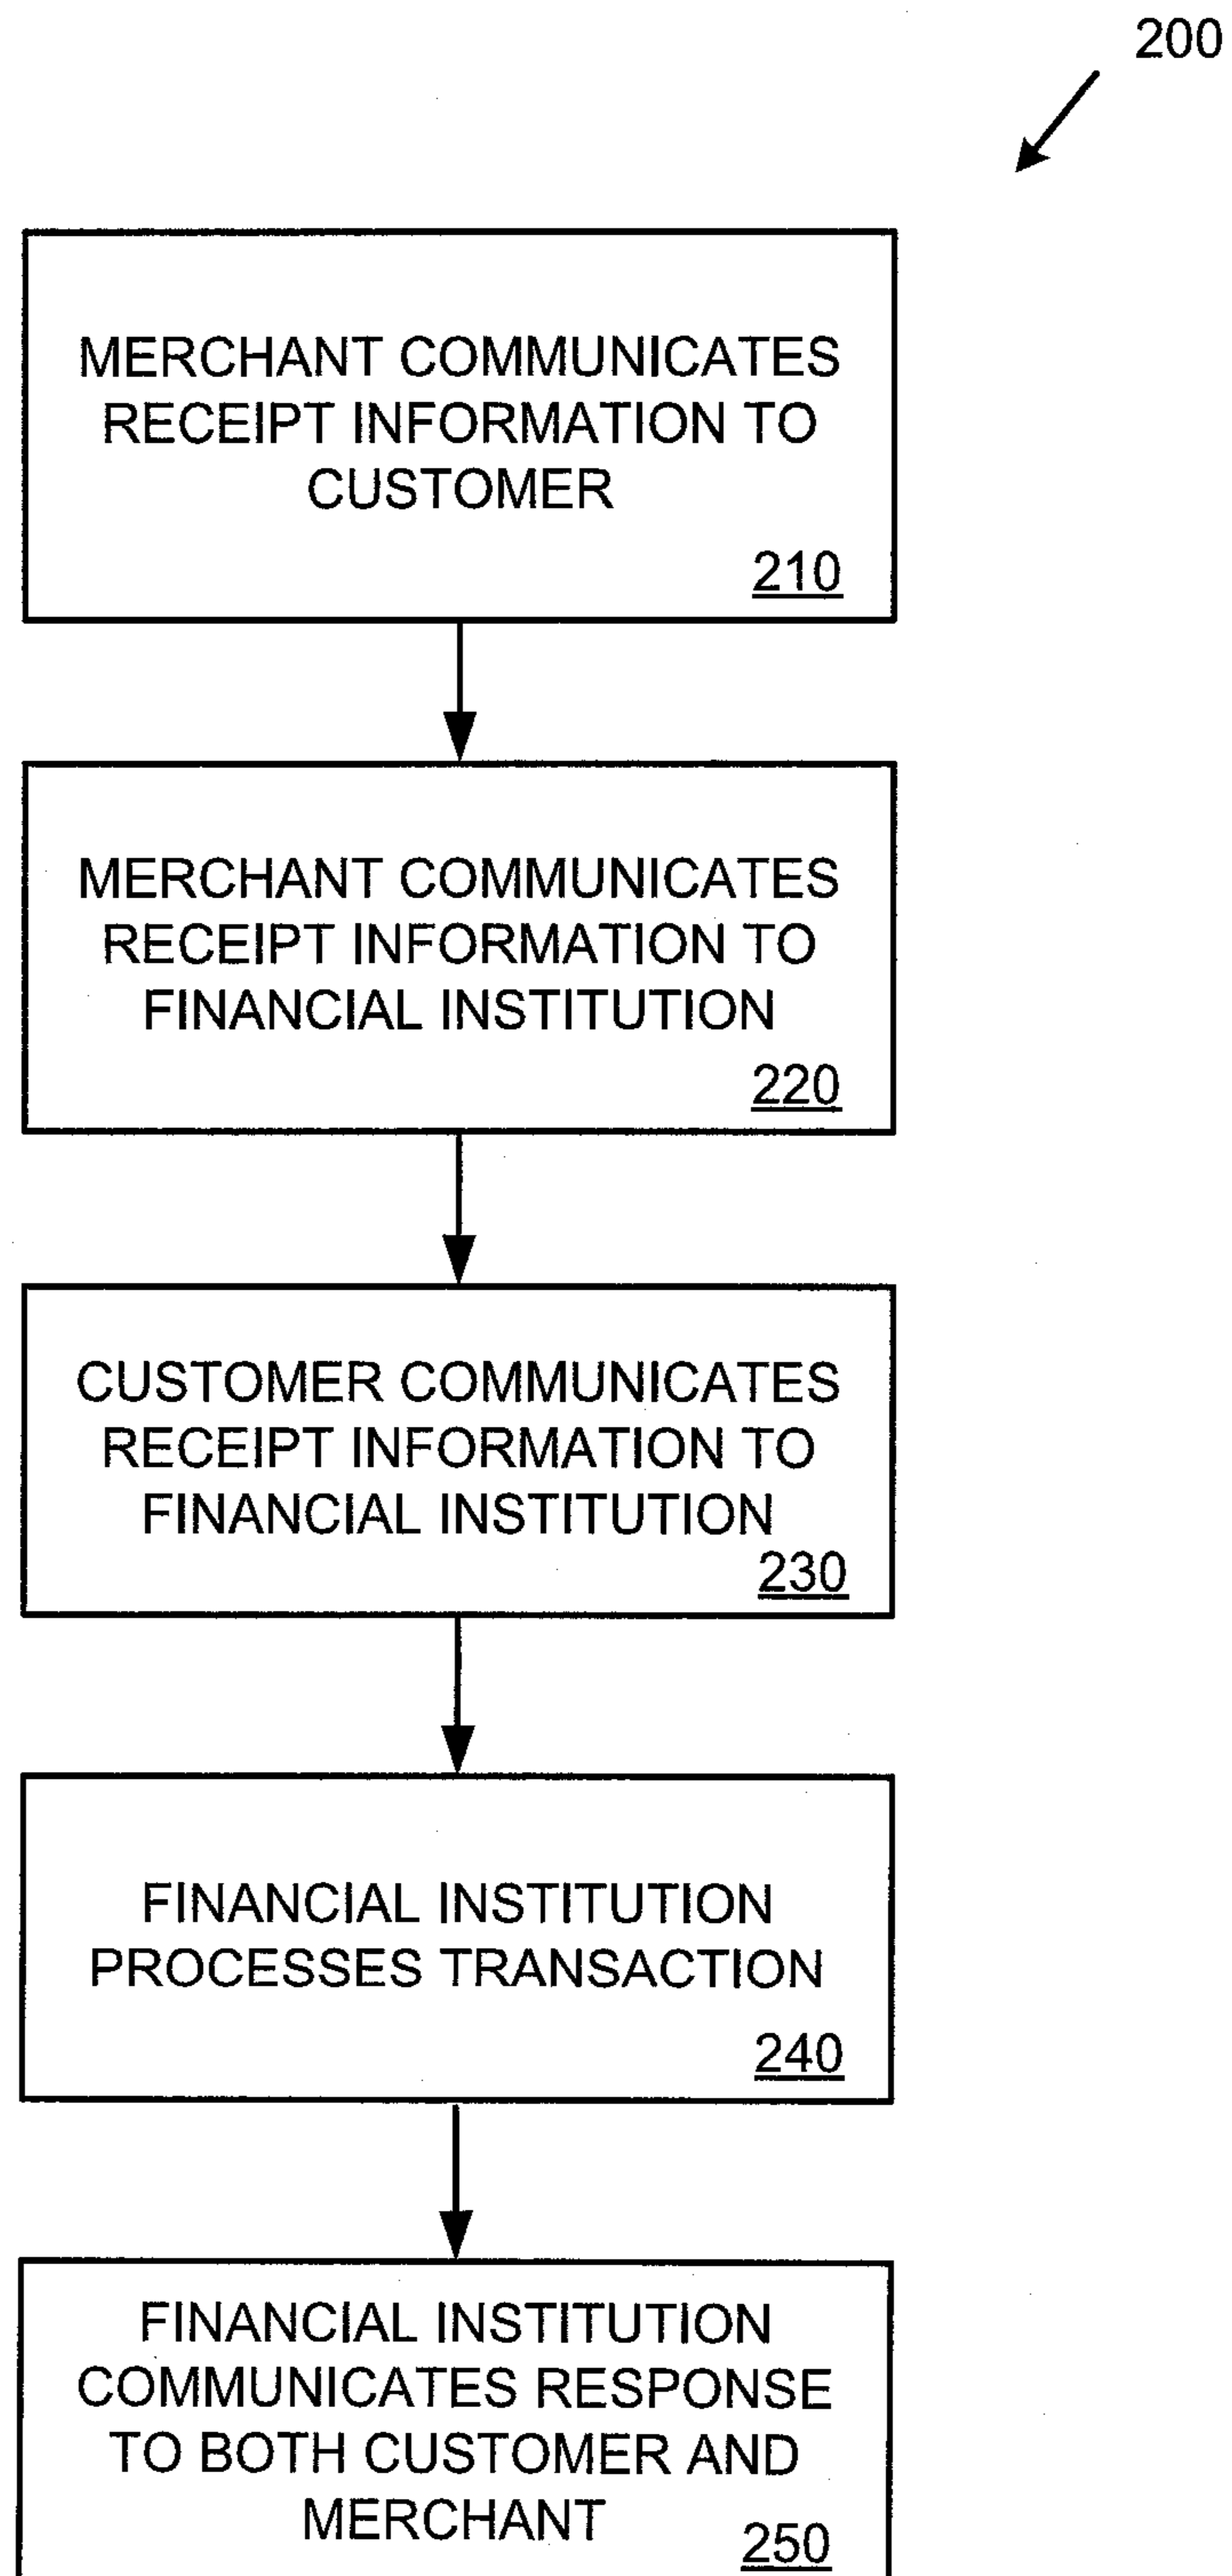 200
MERCHANT COMMUNICATES
RECEIPT INFORMATION TO
CUSTOMER
210
MERCHANT COMMUNICATES
RECEIPT INFORMATION TO
FINANCIAL INSTITUTION
220
CUSTOMER COMMUNICATES
RECEIPT INFORMATION TO
FINANCIAL INSTITUTION
230
FINANCIAL INSTITUTION
PROCESSES TRANSACTION
240
FINANCIAL INSTITUTION
COMMUNICATES RESPONSE
TO BOTH CUSTOMER AND
MERCHANT
250